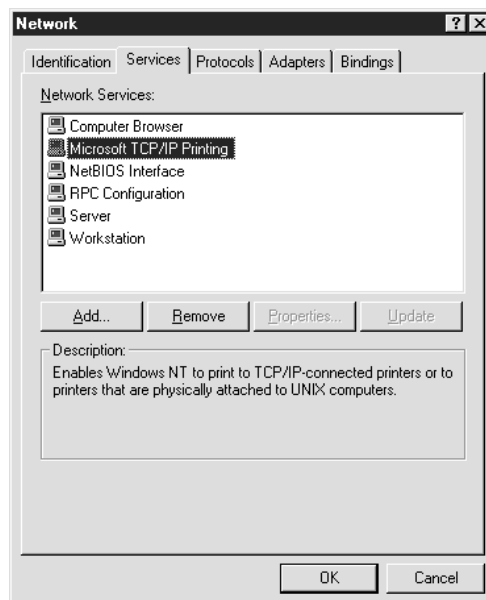 Network
Identification Services Protocols Adapters Bindings
Network Services:
Computer Browser
Microsoft TCP/IP Printing
NetBIOS Interface
RPC Configuration
Server
Workstation
Add... Remove Properties... Update
Description:
Enables Windows NT to print to TCP/IP-connected printers or to
printers that are physically attached to UNIX computers.
OK Cancel